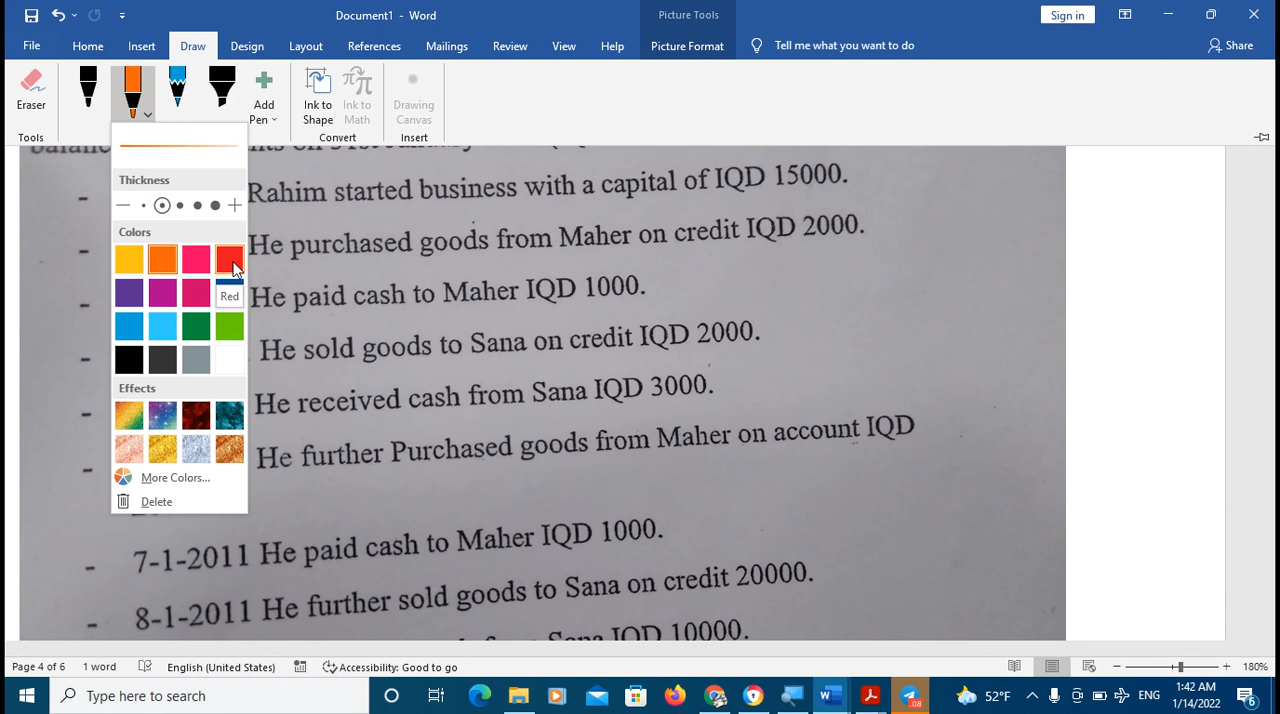 Document1 - Word
Picture Tools
Sign in
File
Home
Insert
Draw
Design
Layout
References
Mailings
Review
View
Help
Picture Format
Tell me what you want to do
Share
Eraser
Add Pen
Ink to Shape
Ink to Math
Drawing Canvas
Tools
Convert
Insert
Thickness
Colors
Red
Effects
More Colors...
Delete
- Rahim started business with a capital of IQD 15000.
- He purchased goods from Maher on credit IQD 2000.
- He paid cash to Maher IQD 1000.
- He sold goods to Sana on credit IQD 2000.
- He received cash from Sana IQD 3000.
- He further Purchased goods from Maher on account IQD
- 7-1-2011 He paid cash to Maher IQD 1000.
- 8-1-2011 He further sold goods to Sana on credit 20000.
Sana IQD 10000.
Page 4 of 6
1 word
English (United States)
Accessibility: Good to go
180%
Type here to search
.08
52°F
ENG
1:42 AM
1/14/2022
6